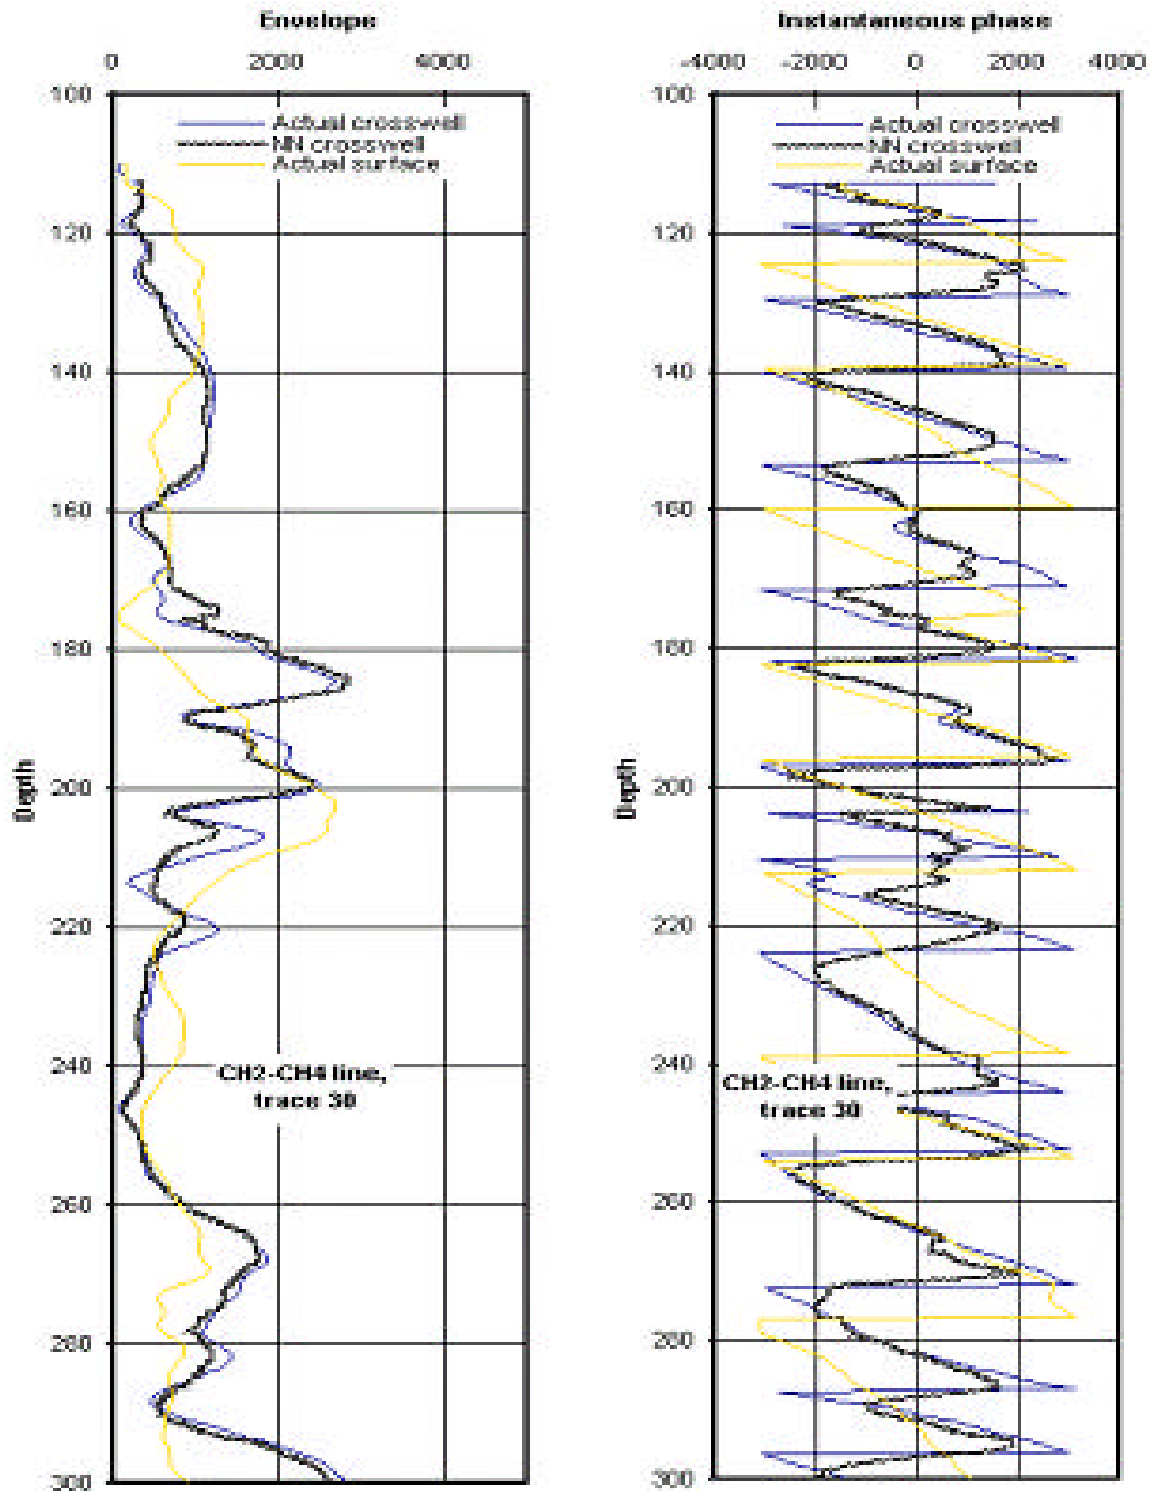 Envelope
0 2000 4000
100
Actual crosswell
NN crosswell
Actual surface
120
140
160
180
Depth
200
220
240
CH2-CH4 line,
trace 30
260
280
300
Instantaneous phase
-4000 -2000 0 2000 4000
100
Actual crosswell
NN crosswell
Actual surface
120
140
160
180
Depth
200
220
240
CH2-CH4 line,
trace 30
260
280
300